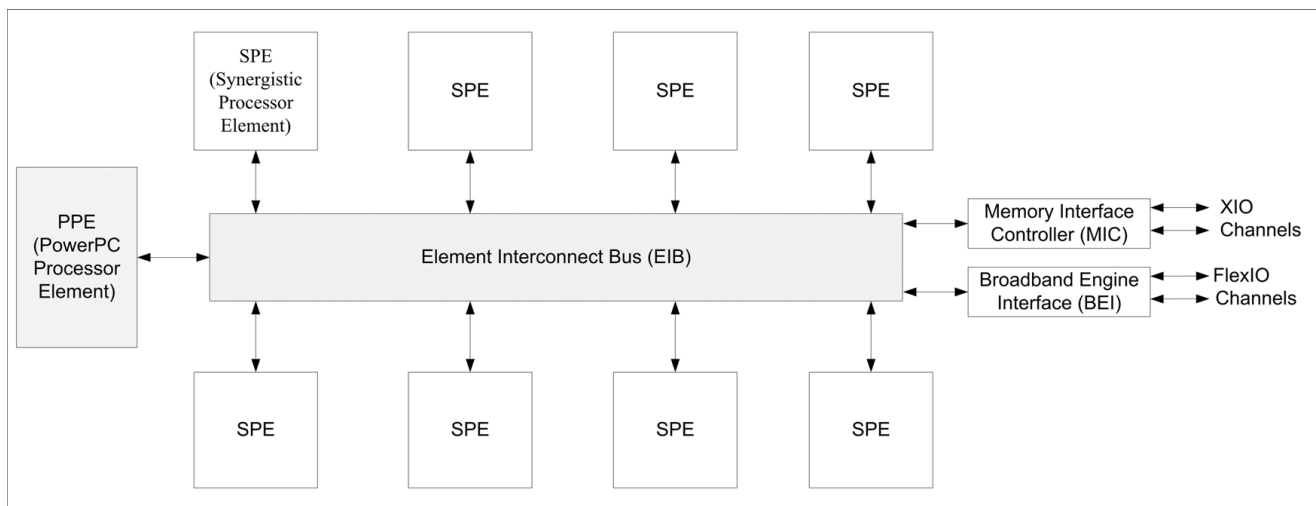 SPE
(Synergistic
Processor
Element)
SPE
SPE
SPE
PPE
(PowerPC
Processor
Element)
Element Interconnect Bus (EIB)
Memory Interface
Controller (MIC)
XIO
Channels
Broadband Engine
Interface (BEI)
FlexIO
Channels
SPE
SPE
SPE
SPE